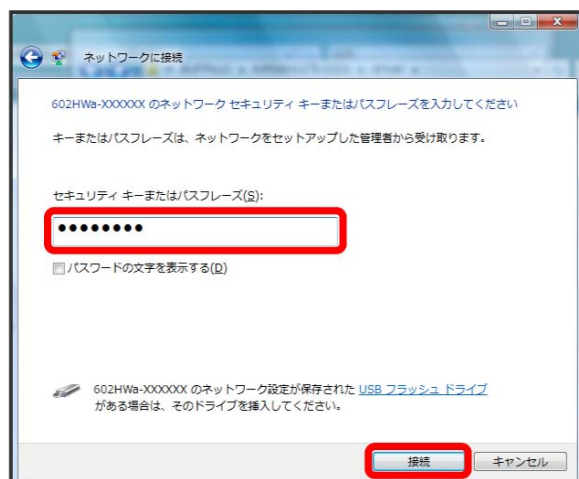 ネットワークに接続
602HWa-XXXXXX のネットワーク セキュリティ キーまたはパスフレーズを入力してください
キーまたはパスフレーズは、ネットワークをセットアップした管理者から受け取ります。
セキュリティ キーまたはパスフレーズ(S):
●●●●●●●●
パスワードの文字を表示する(D)
602HWa-XXXXXX のネットワーク設定が保存された USB フラッシュ ドライブ
がある場合は、そのドライブを挿入してください。
接続 キャンセル